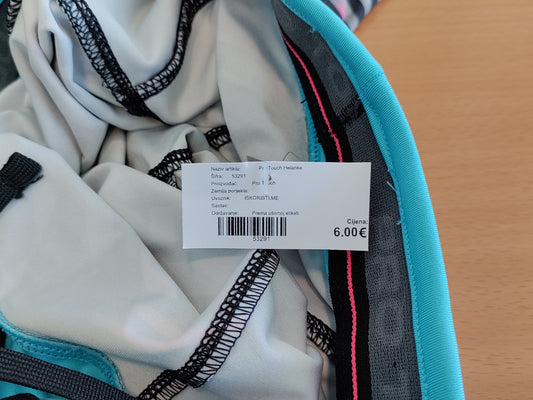 Naziv artikla: Pro Touch Helanke
Šifra: 53291
Proizvođač: Pro Touch
Zemlja porijekla:
Uvoznik: ISKORISTI.ME
Sastav:
Održavanje: Prema ušivnoj etiketi
Cijena:
6.00€
53291